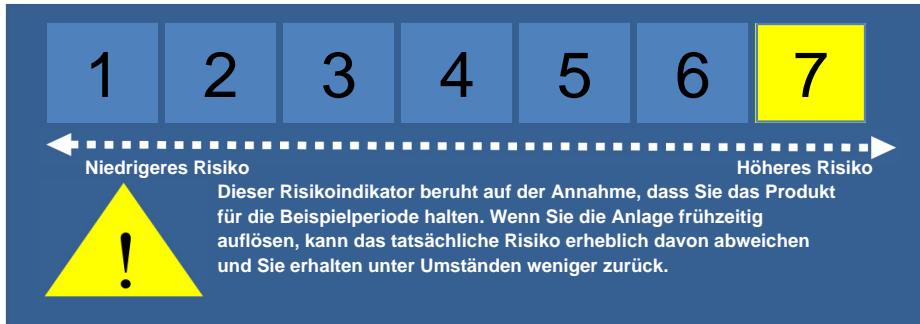 1 2 3 4 5 6 7
Niedrigeres Risiko Höheres Risiko
Dieser Risikoindikator beruht auf der Annahme, dass Sie das Produkt
für die Beispielperiode halten. Wenn Sie die Anlage frühzeitig
auflösen, kann das tatsächliche Risiko erheblich davon abweichen
und Sie erhalten unter Umständen weniger zurück.
!